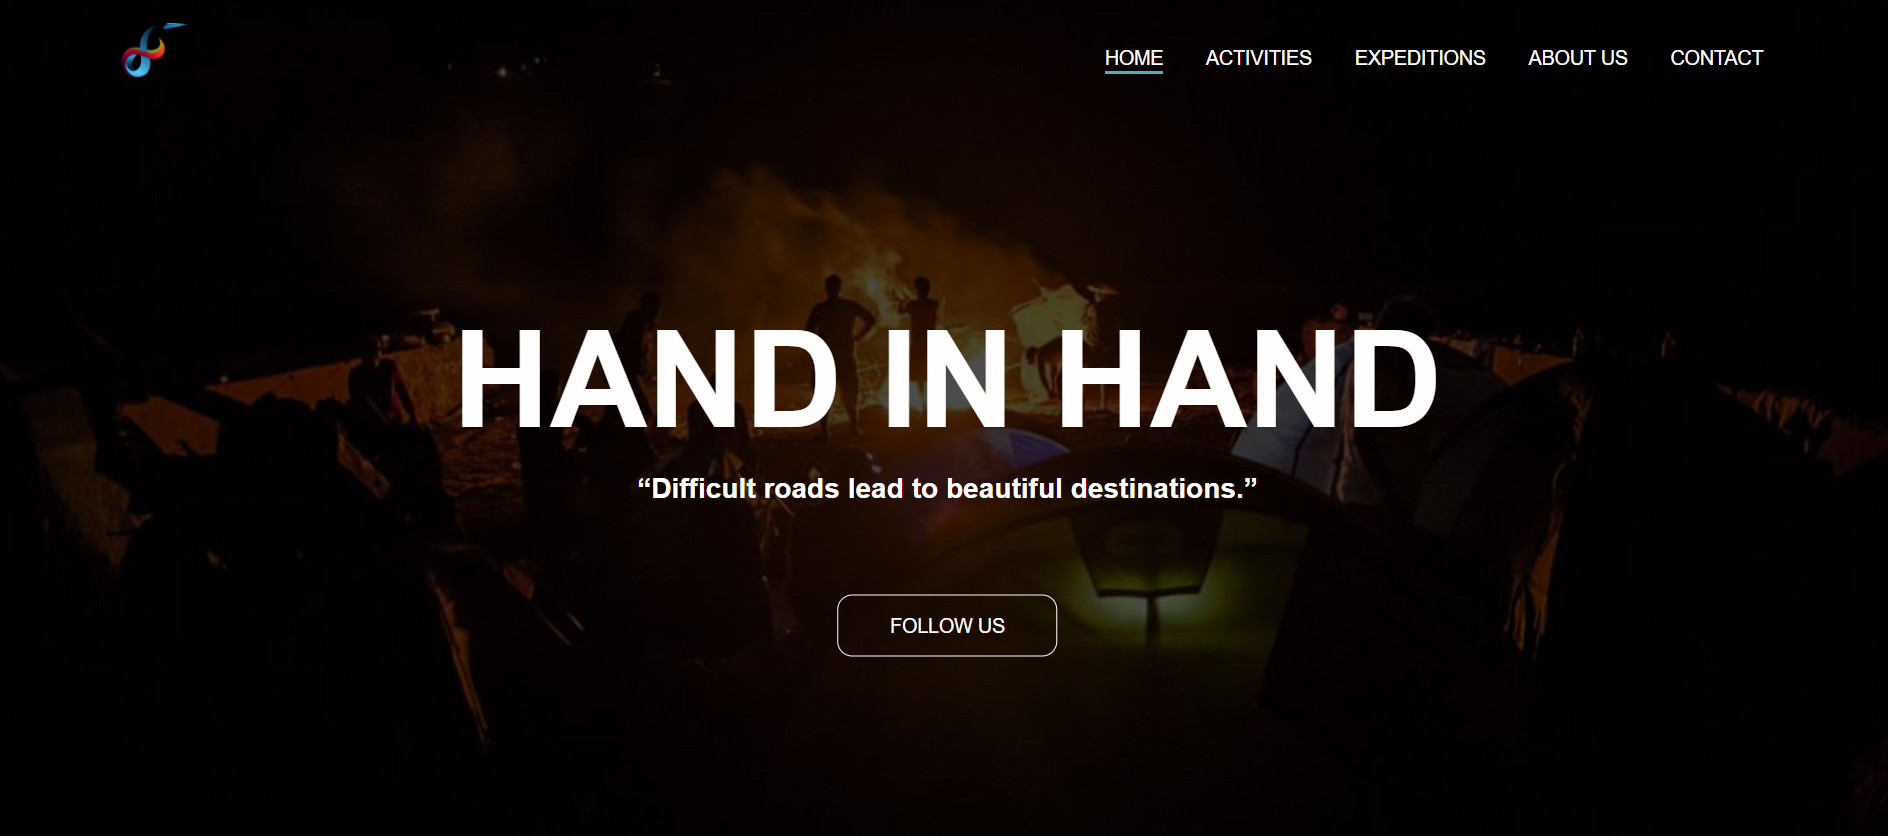 HOME ACTIVITIES EXPEDITIONS ABOUT US CONTACT
HAND IN HAND
“Difficult roads lead to beautiful destinations.”
FOLLOW US